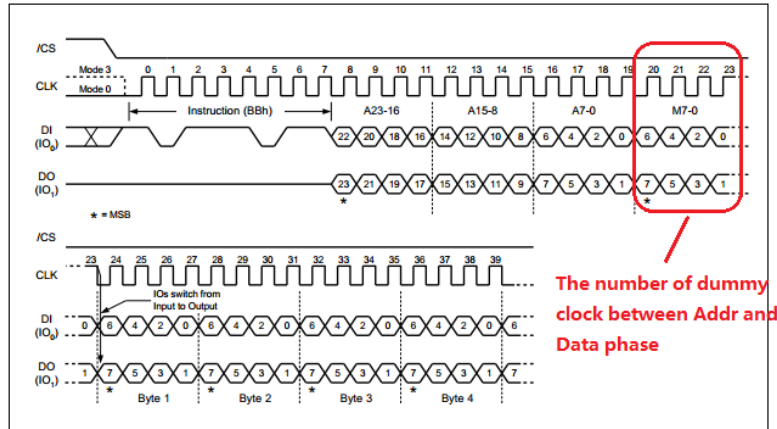 /CS
Mode 3 0 1 2 3 4 5 6 7 8 9 10 11 12 13 14 15 16 17 18 19 20 21 22 23
CLK Mode 0
Instruction (BBh) A23-16 A15-8 A7-0 M7-0
DI
(IO0) 22 20 18 16 14 12 10 8 6 4 2 0 6 4 2 0
DO
(IO1) 23 21 19 17 15 13 11 9 7 5 3 1 7 5 3 1
* *
* = MSB
/CS
23 24 25 26 27 28 29 30 31 32 33 34 35 36 37 38 39
CLK
IOs switch from
Input to Output
DI
(IO0) 0 6 4 2 0 6 4 2 0 6 4 2 0 6 4 2 0 6
DO
(IO1) 1 7 5 3 1 7 5 3 1 7 5 3 1 7 5 3 1 7
* * * *
Byte 1 Byte 2 Byte 3 Byte 4
The number of dummy
clock between Addr and
Data phase